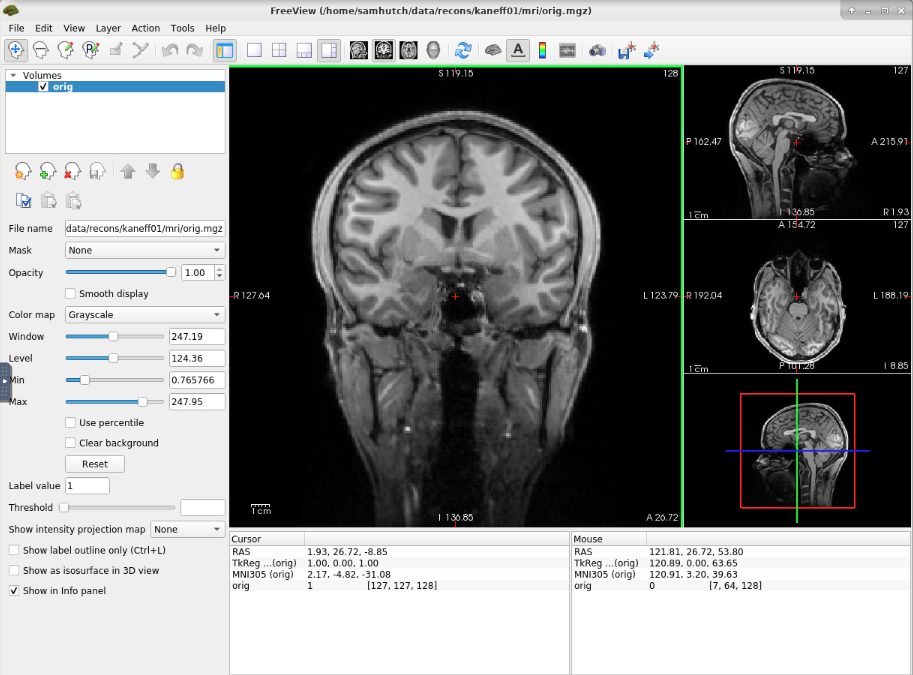 FreeView (/home/samhutch/data/recons/kaneff01/mri/orig.mgz)
File Edit View Layer Action Tools Help
Volumes
orig
File name data/recons/kaneff01/mri/orig.mgz
Mask None
Opacity 1.00
Smooth display
Color map Grayscale
Window 247.19
Level 124.36
Min 0.765766
Max 247.95
Use percentile
Clear background
Reset
Label value 1
Threshold
Show intensity projection map None
Show label outline only (Ctrl+L)
Show as isosurface in 3D view
Show in Info panel
S 119.15 128
R 127.64 L 123.79
1 cm I 136.85 A 26.72
S 119.15 127
P 162.47 A 215.91
1 cm I 136.85 R 1.93
A 154.72 127
R 192.04 L 188.19
1 cm P 101.28 I 8.85
Cursor
RAS 1.93, 26.72, -8.85
TkReg ...(orig) 1.00, 0.00, 1.00
MNI305 (orig) 2.17, -4.82, -31.08
orig 1 [127, 127, 128]
Mouse
RAS 121.81, 26.72, 53.80
TkReg ...(orig) 120.89, 0.00, 63.65
MNI305 (orig) 120.91, 3.20, 39.63
orig 0 [7, 64, 128]